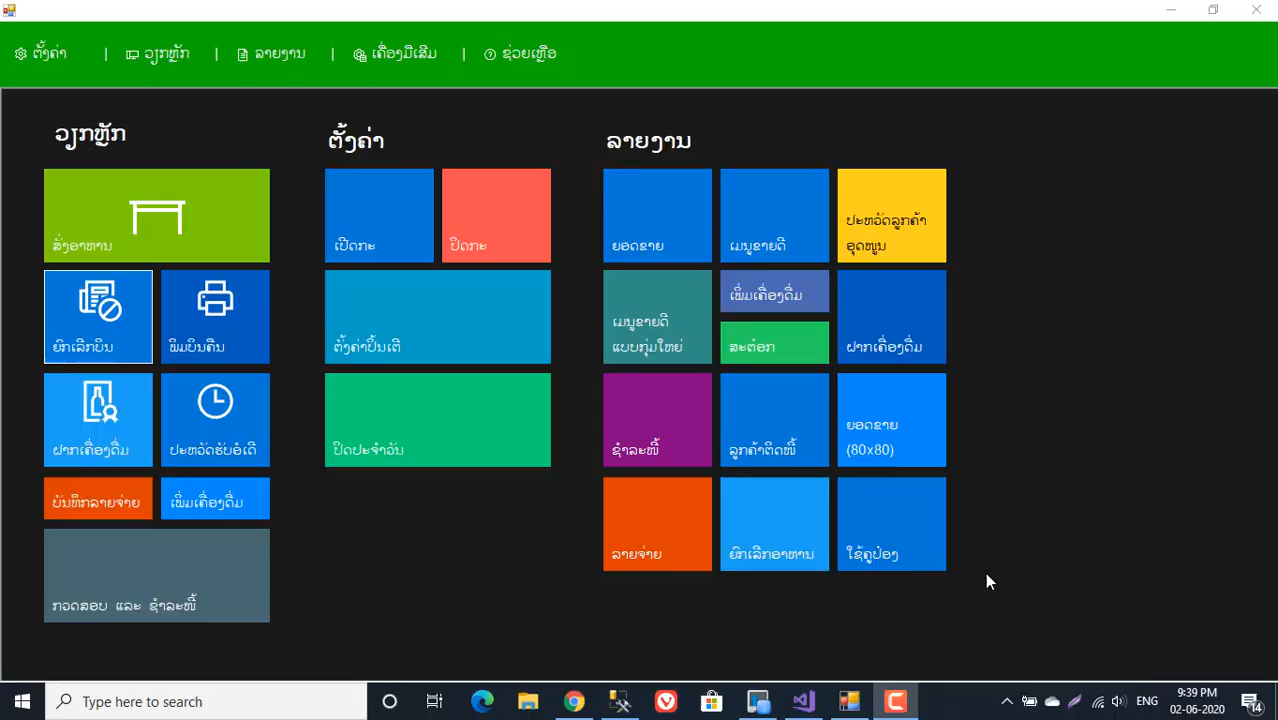 ຕັ້ງຄ່າ | ວຽກຫຼັກ | ລາຍງານ | ເຄື່ອງມືເສີມ | ຊ່ວຍເຫຼືອ
ວຽກຫຼັກ
ສັ່ງອາຫານ
ຍົກເລີກບິນ
ພິມບິນຄືນ
ຝາກເຄື່ອງດື່ມ
ປະຫວັດຮັບອໍເດີ
ບັນທຶກລາຍຈ່າຍ
ເພີ່ມເຄື່ອງດື່ມ
ກວດສອບ ແລະ ຊໍາລະໜີ້
ຕັ້ງຄ່າ
ເປີດກະ
ປິດກະ
ຕັ້ງຄ່າປິ້ນເຕີ
ປິດປະຈໍາວັນ
ລາຍງານ
ຍອດຂາຍ
ເມນູຂາຍດີ
ປະຫວັດລູກຄ້າ
ອຸດໜູນ
ເມນູຂາຍດີ
ແບບກຸ່ມໃຫຍ່
ເພີ່ມເຄື່ອງດື່ມ
ສະຕ໋ອກ
ຝາກເຄື່ອງດື່ມ
ຊໍາລະໜີ້
ລູກຄ້າຕິດໜີ້
ຍອດຂາຍ
(80x80)
ລາຍຈ່າຍ
ຍົກເລີກອາຫານ
ໃຊ້ຄູປ໋ອງ
Type here to search
ENG
9:39 PM
02-06-2020
14